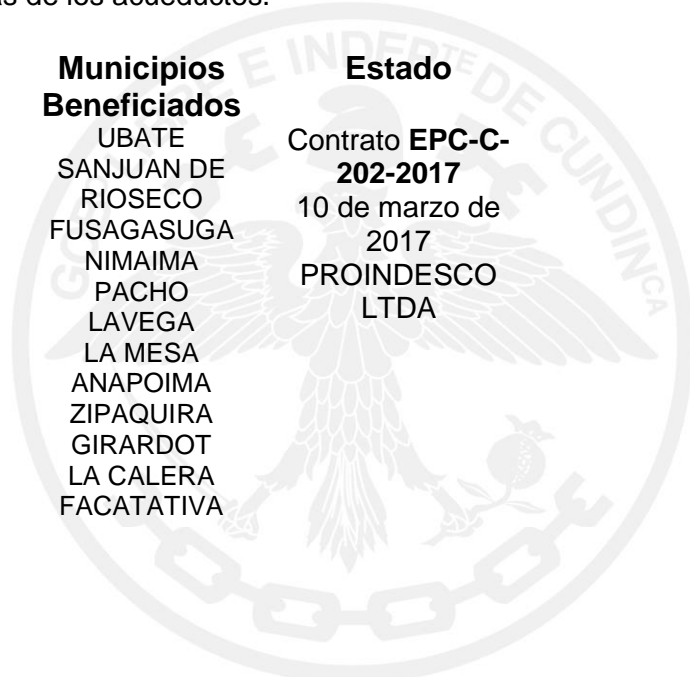 as de los acueductos.
Municipios
Beneficiados
UBATE
SANJUAN DE
RIOSECO
FUSAGASUGA
NIMAIMA
PACHO
LAVEGA
LA MESA
ANAPOIMA
ZIPAQUIRA
GIRARDOT
LA CALERA
FACATATIVA
Estado
Contrato EPC-C-
202-2017
10 de marzo de
2017
PROINDESCO
LTDA